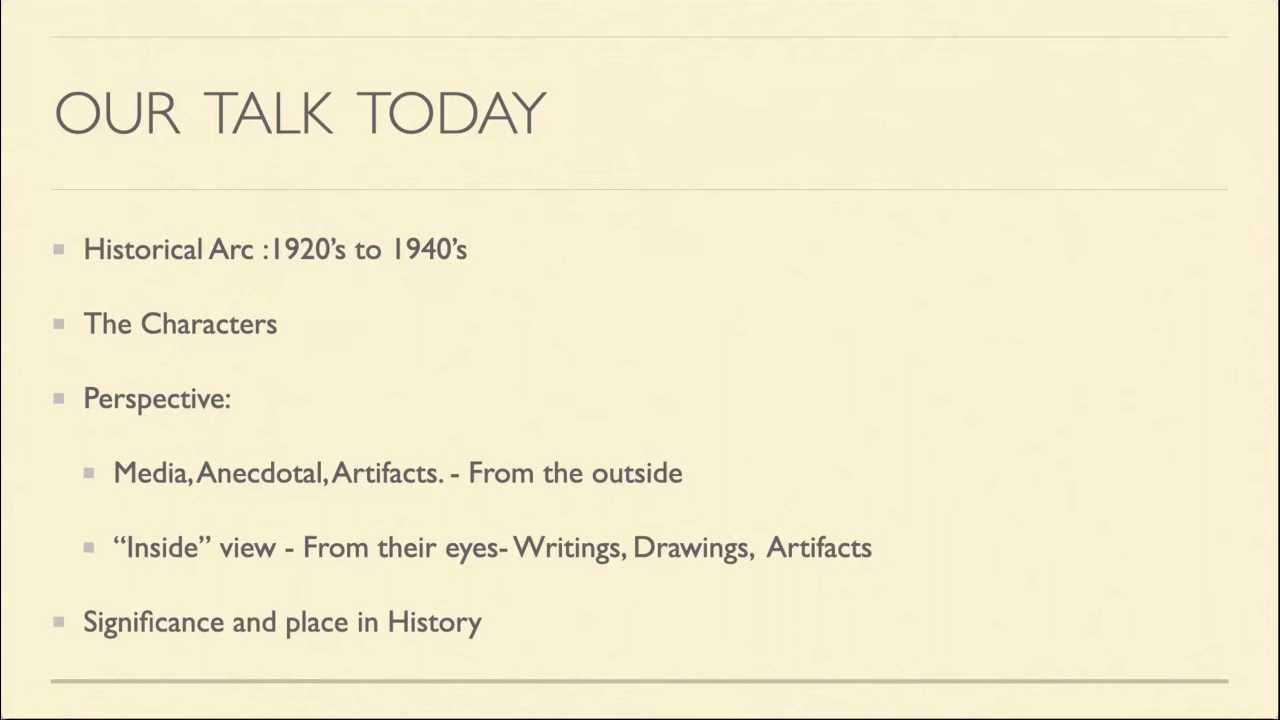 OUR TALK TODAY
Historical Arc :1920’s to 1940’s
The Characters
Perspective:
Media, Anecdotal, Artifacts. - From the outside
“Inside” view - From their eyes- Writings, Drawings,  Artifacts
Significance and place in History